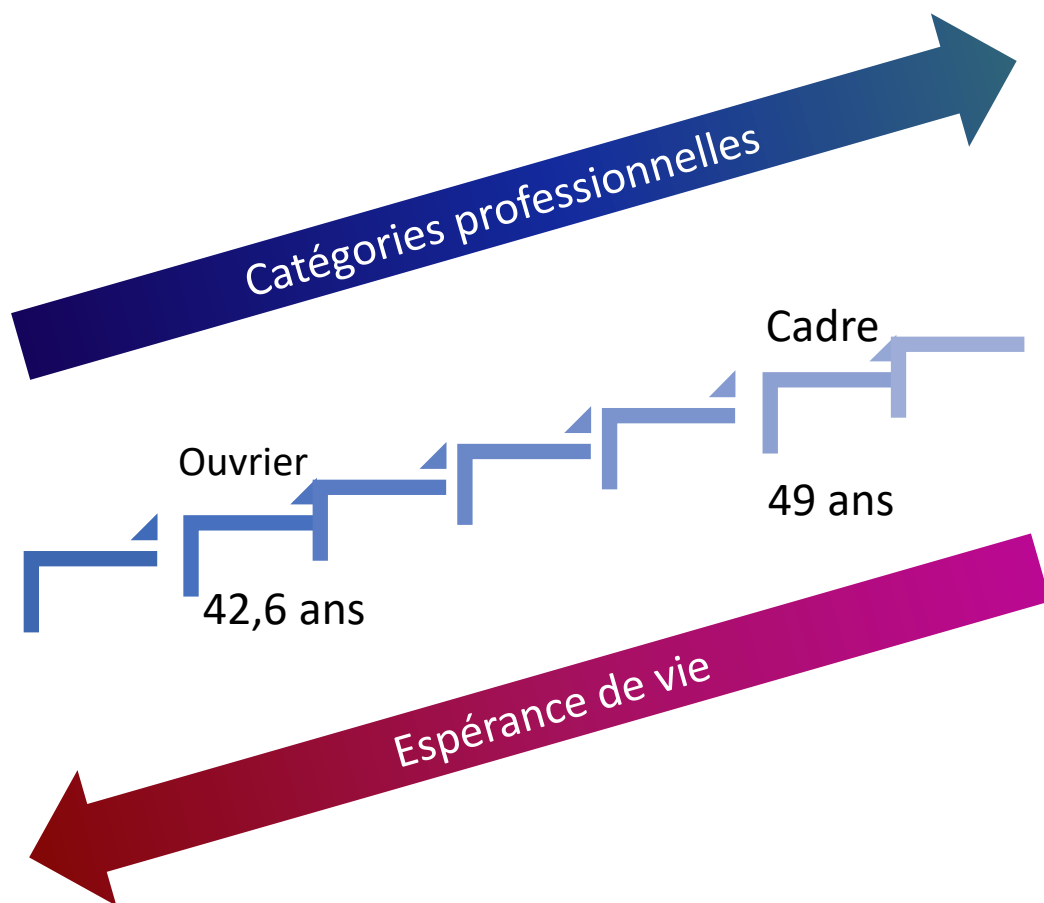 Catégories professionnelles
Cadre
Ouvrier
49 ans
42,6 ans
Espérance de vie